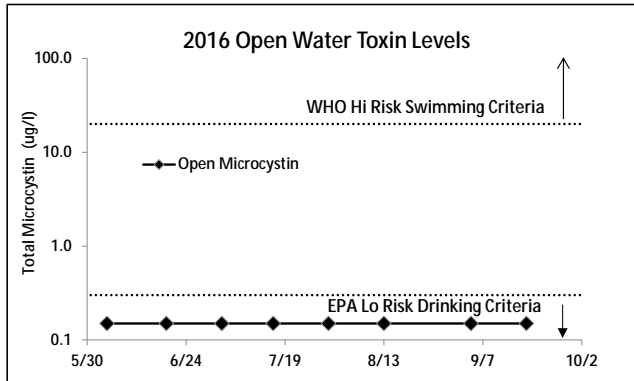 2016 Open Water Toxin Levels
100.0
WHO Hi Risk Swimming Criteria
10.0
Open Microcystin
Total Microcystin (ug/l)
1.0
EPA Lo Risk Drinking Criteria
0.1
5/30 6/24 7/19 8/13 9/7 10/2